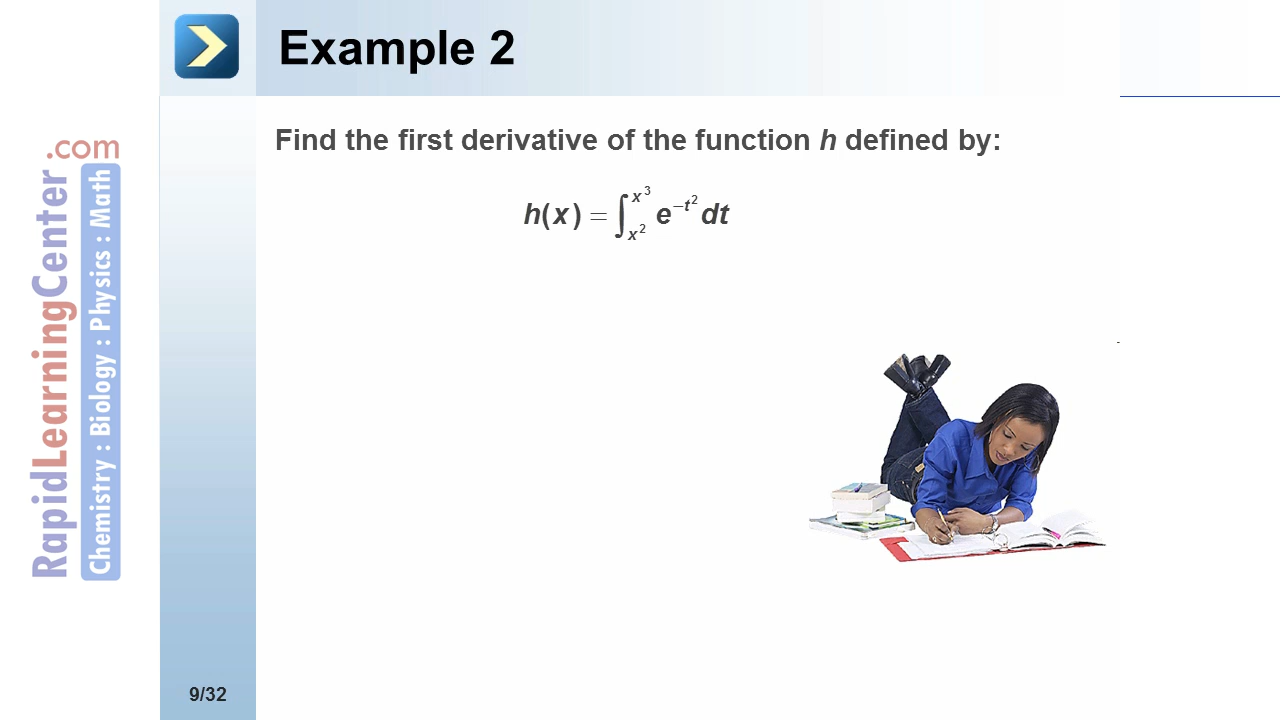 Example 2
Find the first derivative of the function h defined by:
h(x) = ∫_{x^2}^{x^3} e^{-t^2} dt
RapidLearningCenter.com
Chemistry : Biology : Physics : Math
9/32